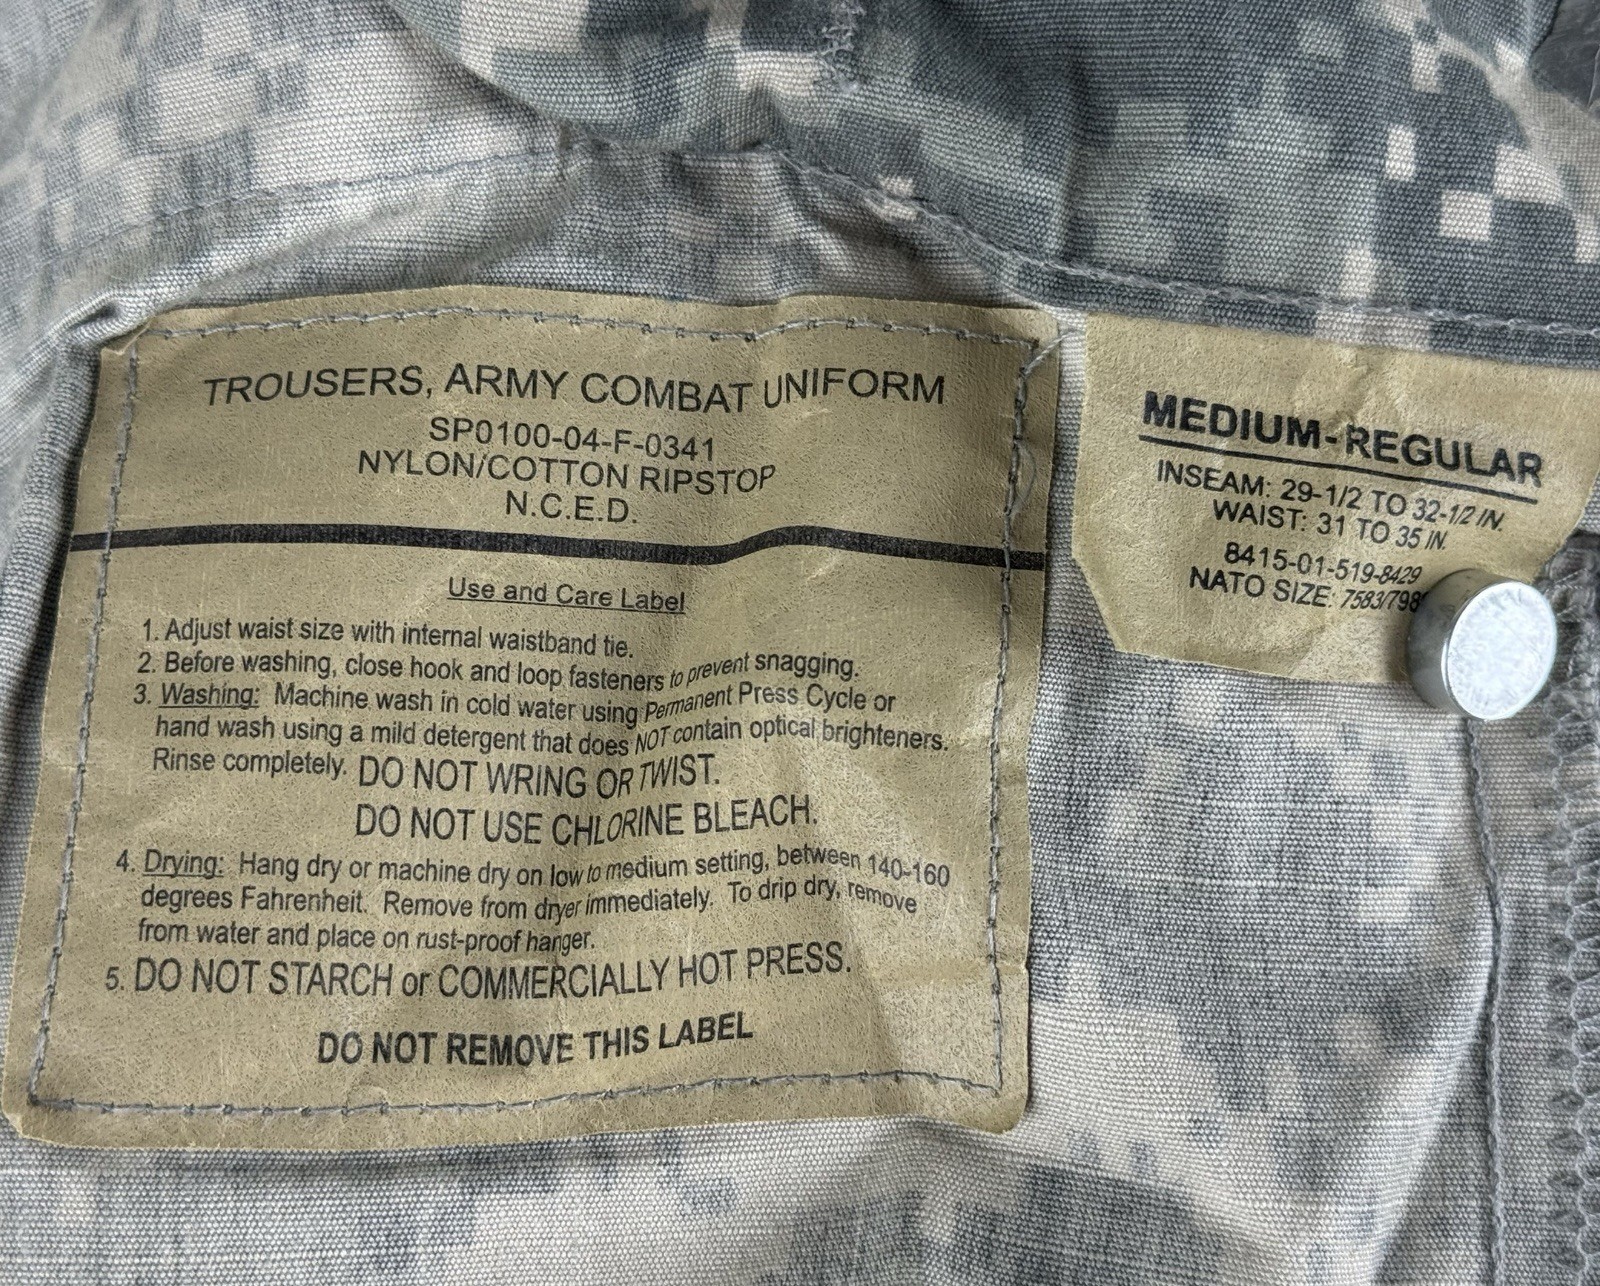 TROUSERS, ARMY COMBAT UNIFORM
SP0100-04-F-0341
NYLON/COTTON RIPSTOP
N.C.E.D.
Use and Care Label
1. Adjust waist size with internal waistband tie.
2. Before washing, close hook and loop fasteners to prevent snagging.
3. Washing: Machine wash in cold water using Permanent Press Cycle or
hand wash using a mild detergent that does NOT contain optical brighteners.
Rinse completely. DO NOT WRING OR TWIST.
DO NOT USE CHLORINE BLEACH.
4. Drying: Hang dry or machine dry on low to medium setting, between 140-160
degrees Fahrenheit. Remove from dryer immediately. To drip dry, remove
from water and place on rust-proof hanger.
5. DO NOT STARCH or COMMERCIALLY HOT PRESS.
DO NOT REMOVE THIS LABEL
MEDIUM-REGULAR
INSEAM: 29-1/2 TO 32-1/2 IN.
WAIST: 31 TO 35 IN.
8415-01-519-8429
NATO SIZE: